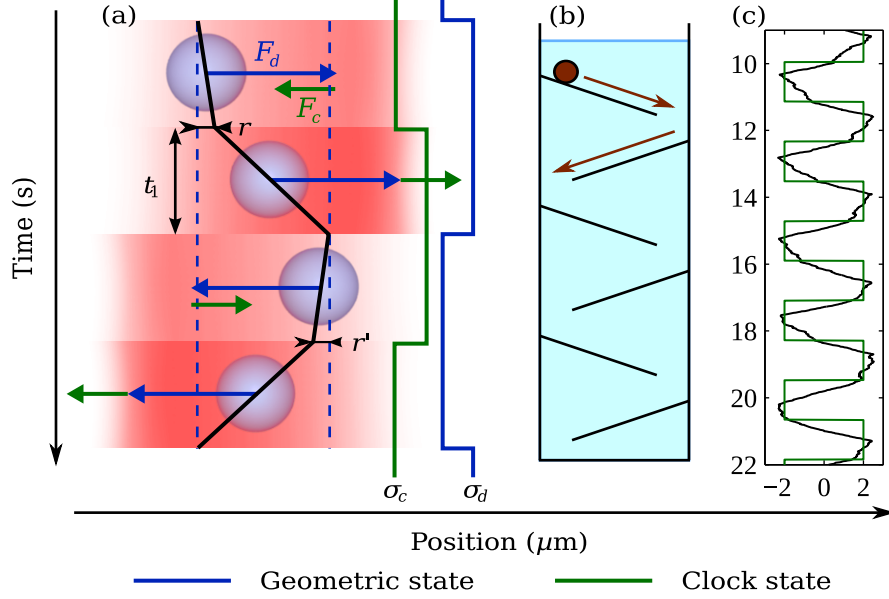 (a)
(b)
(c)
F_d
F_c
r
t_1
r'
Time (s)
σ_c
σ_d
10
12
14
16
18
20
22
−2
0
2
Position (μm)
Geometric state
Clock state